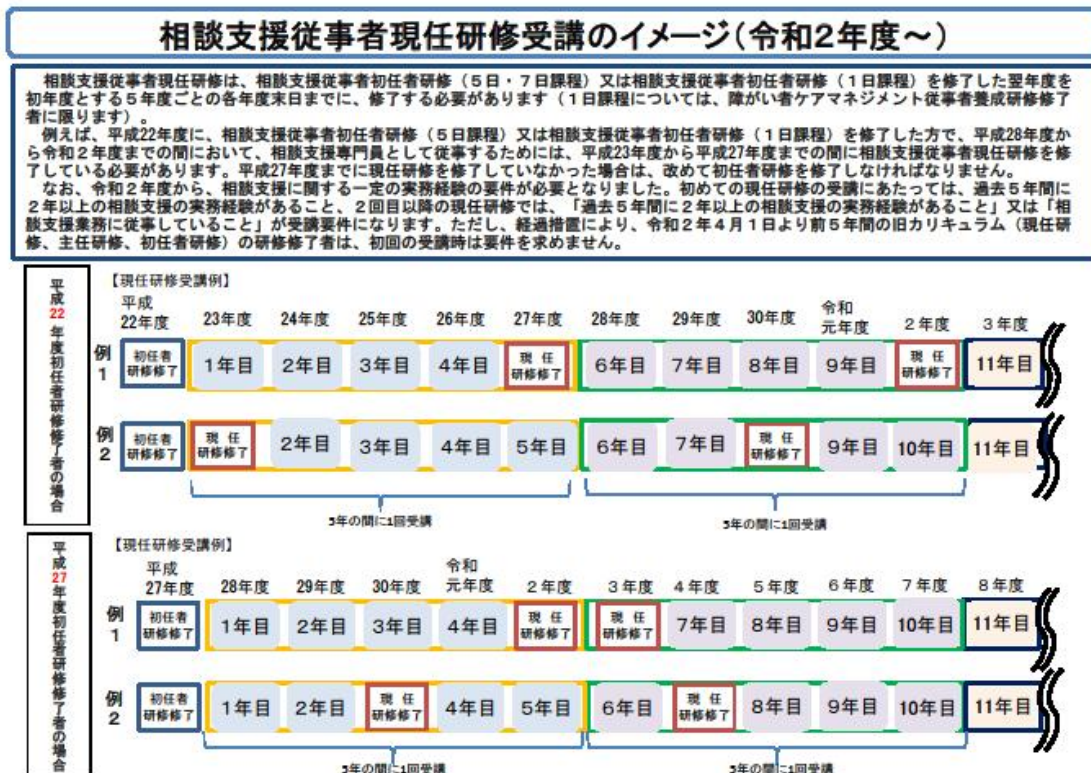 相談支援従事者現任研修受講のイメージ(令和2年度～)
相談支援従事者現任研修は、相談支援従事者初任者研修（5日・7日課程）又は相談支援従事者初任者研修（1日課程）を修了した翌年度を
初年度とする5年度ごとの各年度末日までに、修了する必要があります（1日課程については、障がい者ケアマネジメント従事者養成研修修了
者に限ります）。
例えば、平成22年度に、相談支援従事者初任者研修（5日課程）又は相談支援従事者初任者研修（1日課程）を修了した方で、平成28年度か
ら令和2年度までの間において、相談支援専門員として従事するためには、平成23年度から平成27年度までの間に相談支援従事者現任研修を修
了している必要があります。平成27年度までに現任研修を修了していなかった場合は、改めて初任者研修を修了しなければなりません。
なお、令和2年度から、相談支援に関する一定の実務経験の要件が必要となりました。初めての現任研修の受講にあたっては、過去5年間に
2年以上の相談支援の実務経験があること、2回目以降の現任研修では、「過去5年間に2年以上の相談支援の実務経験があること」又は「相
談支援業務に従事していること」が受講要件になります。ただし、経過措置により、令和2年4月1日より前5年間の旧カリキュラム（現任研
修、主任研修、初任者研修）の研修修了者は、初回の受講時は要件を求めません。
平成22年度初任者研修修了者の場合
【現任研修受講例】
平成 22年度 23年度 24年度 25年度 26年度 27年度 28年度 29年度 30年度 令和 元年度 2年度 3年度
例1 初任者 研修修了 1年目 2年目 3年目 4年目 現任 研修修了 6年目 7年目 8年目 9年目 現任 研修修了 11年目
例2 初任者 研修修了 現任 研修修了 2年目 3年目 4年目 5年目 6年目 7年目 現任 研修修了 9年目 10年目 11年目
5年の間に1回受講 5年の間に1回受講
平成27年度初任者研修修了者の場合
【現任研修受講例】
平成 27年度 28年度 29年度 30年度 令和 元年度 2年度 3年度 4年度 5年度 6年度 7年度 8年度
例1 初任者 研修修了 1年目 2年目 3年目 4年目 現任 研修修了 現任 研修修了 7年目 8年目 9年目 10年目 11年目
例2 初任者 研修修了 1年目 2年目 現任 研修修了 4年目 5年目 6年目 現任 研修修了 8年目 9年目 10年目 11年目
5年の間に1回受講 5年の間に1回受講